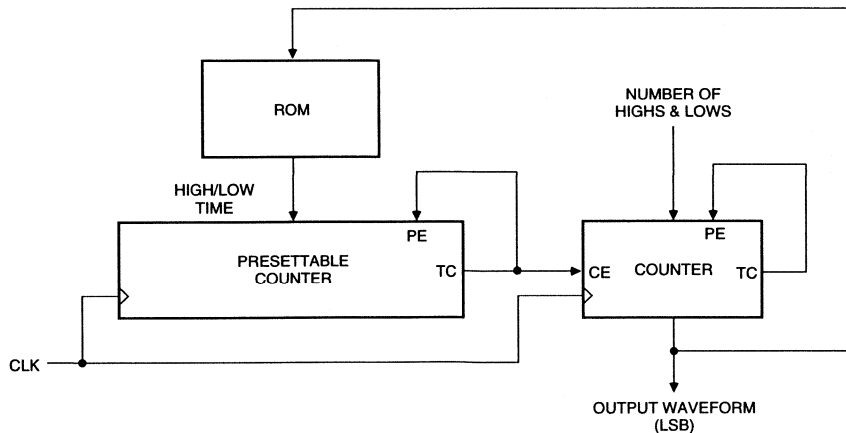 ROM
NUMBER OF
HIGHS & LOWS
HIGH/LOW
TIME
PE
PRESETTABLE
COUNTER
TC
PE
CE
COUNTER
TC
CLK
OUTPUT WAVEFORM
(LSB)